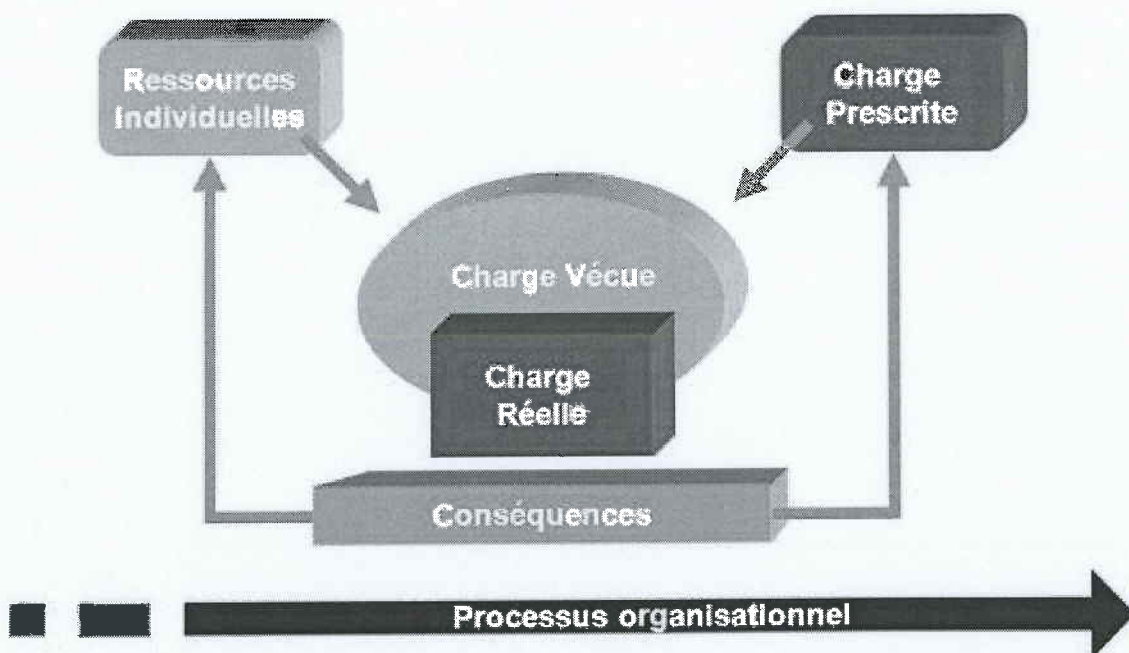 Ressources
Individuelles
Charge
Prescrite
Charge Vécue
Charge
Réelle
Conséquences
Processus organisationnel